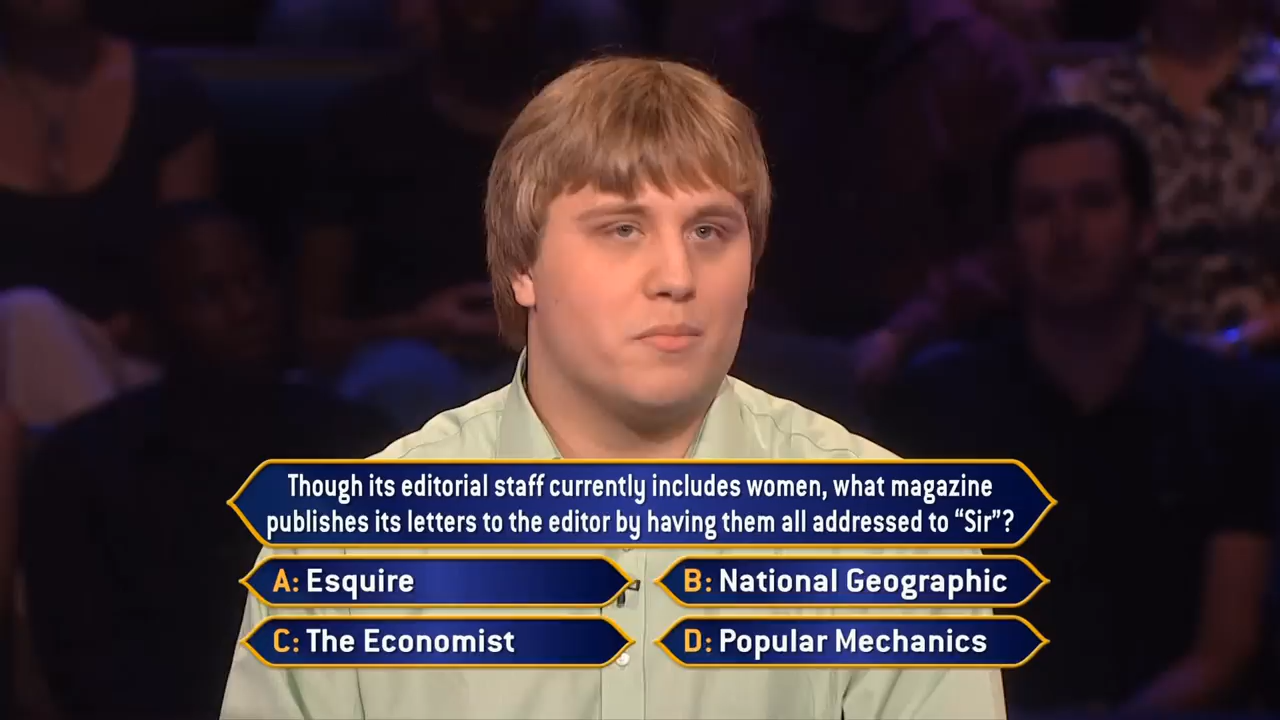 Though its editorial staff currently includes women, what magazine
publishes its letters to the editor by having them all addressed to “Sir”?
A: Esquire
B: National Geographic
C: The Economist
D: Popular Mechanics